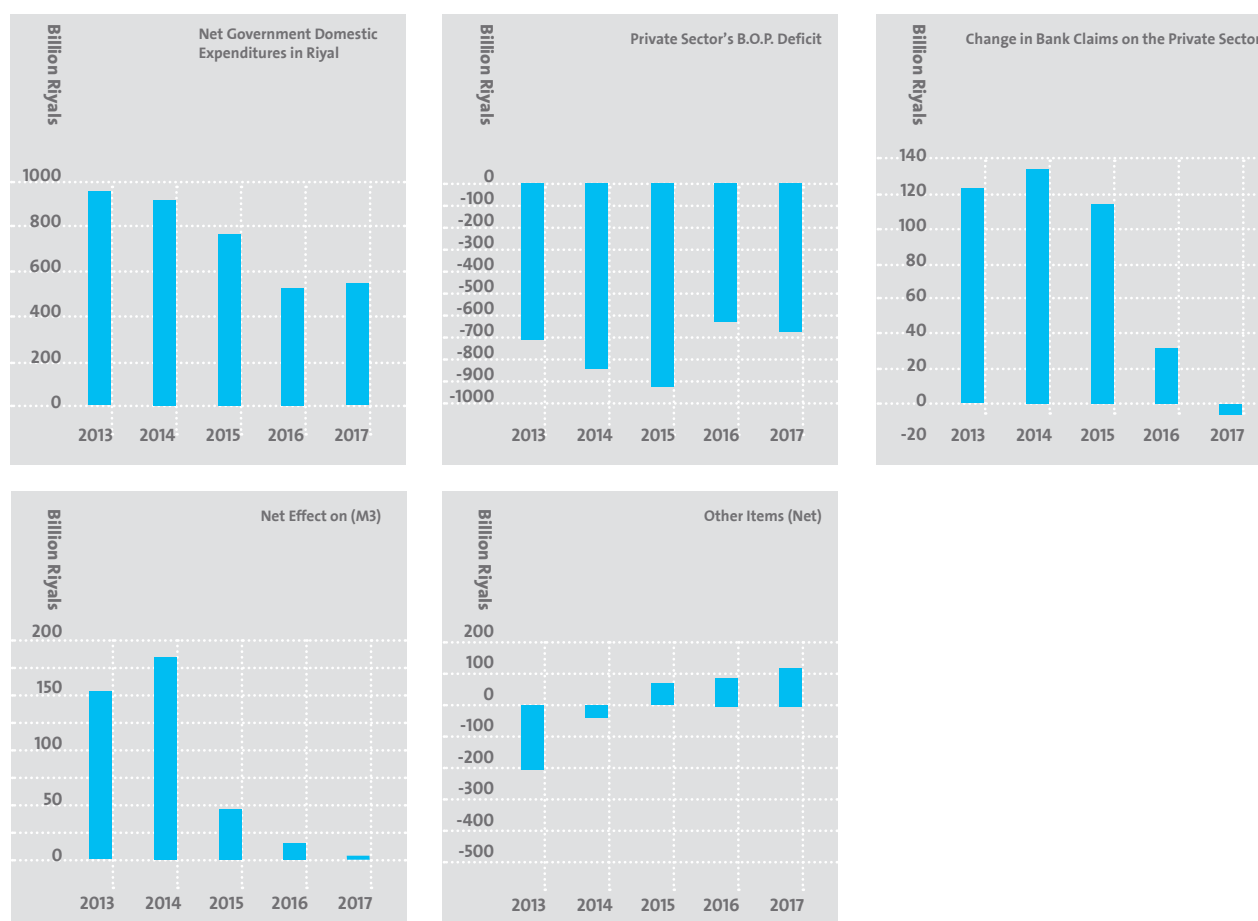 Billion Riyals
Net Government Domestic
Expenditures in Riyal
1000
800
600
400
200
0
2013 2014 2015 2016 2017
Billion Riyals
Private Sector's B.O.P. Deficit
0
-100
-200
-300
-400
-500
-600
-700
-800
-900
-1000
2013 2014 2015 2016 2017
Billion Riyals
Change in Bank Claims on the Private Sector
140
120
100
80
60
40
20
0
-20
2013 2014 2015 2016 2017
Billion Riyals
Net Effect on (M3)
200
150
100
50
0
2013 2014 2015 2016 2017
Billion Riyals
Other Items (Net)
200
100
0
-100
-200
-300
-400
-500
2013 2014 2015 2016 2017